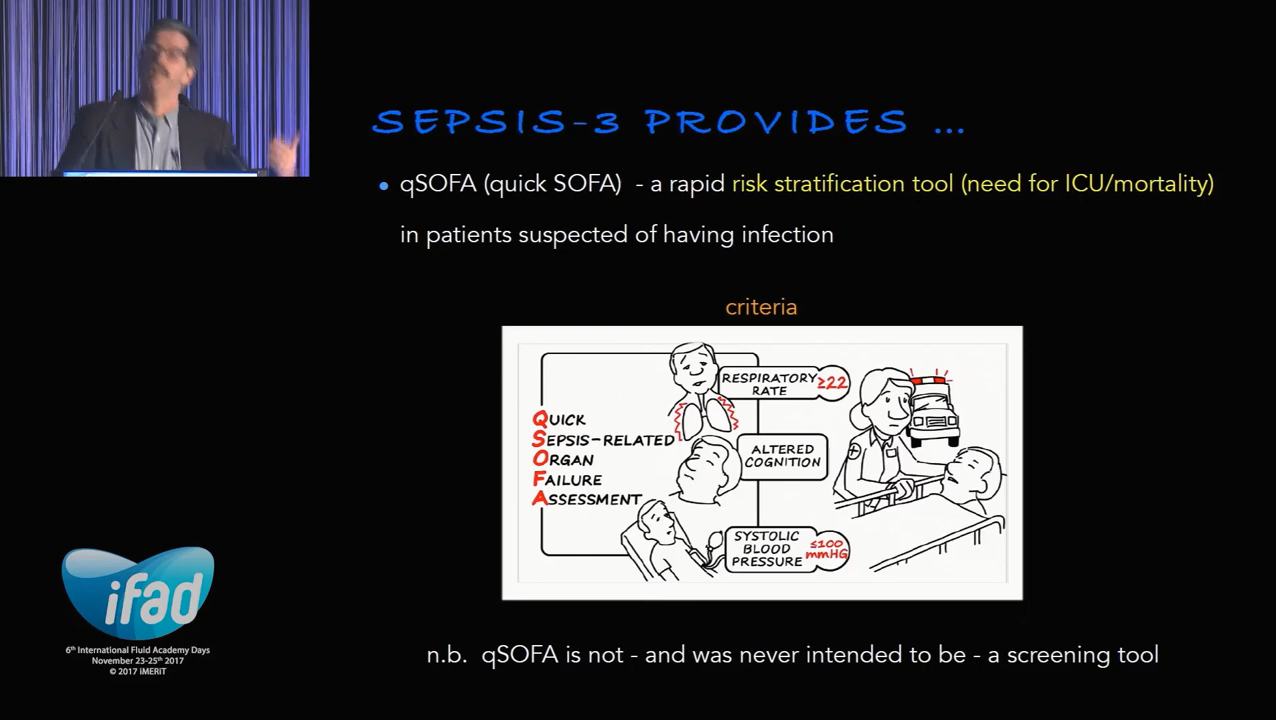 SEPSIS-3 PROVIDES ...
• qSOFA (quick SOFA) - a rapid risk stratification tool (need for ICU/mortality)
in patients suspected of having infection
criteria
QUICK
SEPSIS-RELATED
ORGAN
FAILURE
ASSESSMENT
RESPIRATORY
RATE
≥22
ALTERED
COGNITION
SYSTOLIC
BLOOD
PRESSURE
≤100
mmHG
ifad
6th International Fluid Academy Days
November 23-25th 2017
© 2017 iMERIT
n.b. qSOFA is not - and was never intended to be - a screening tool